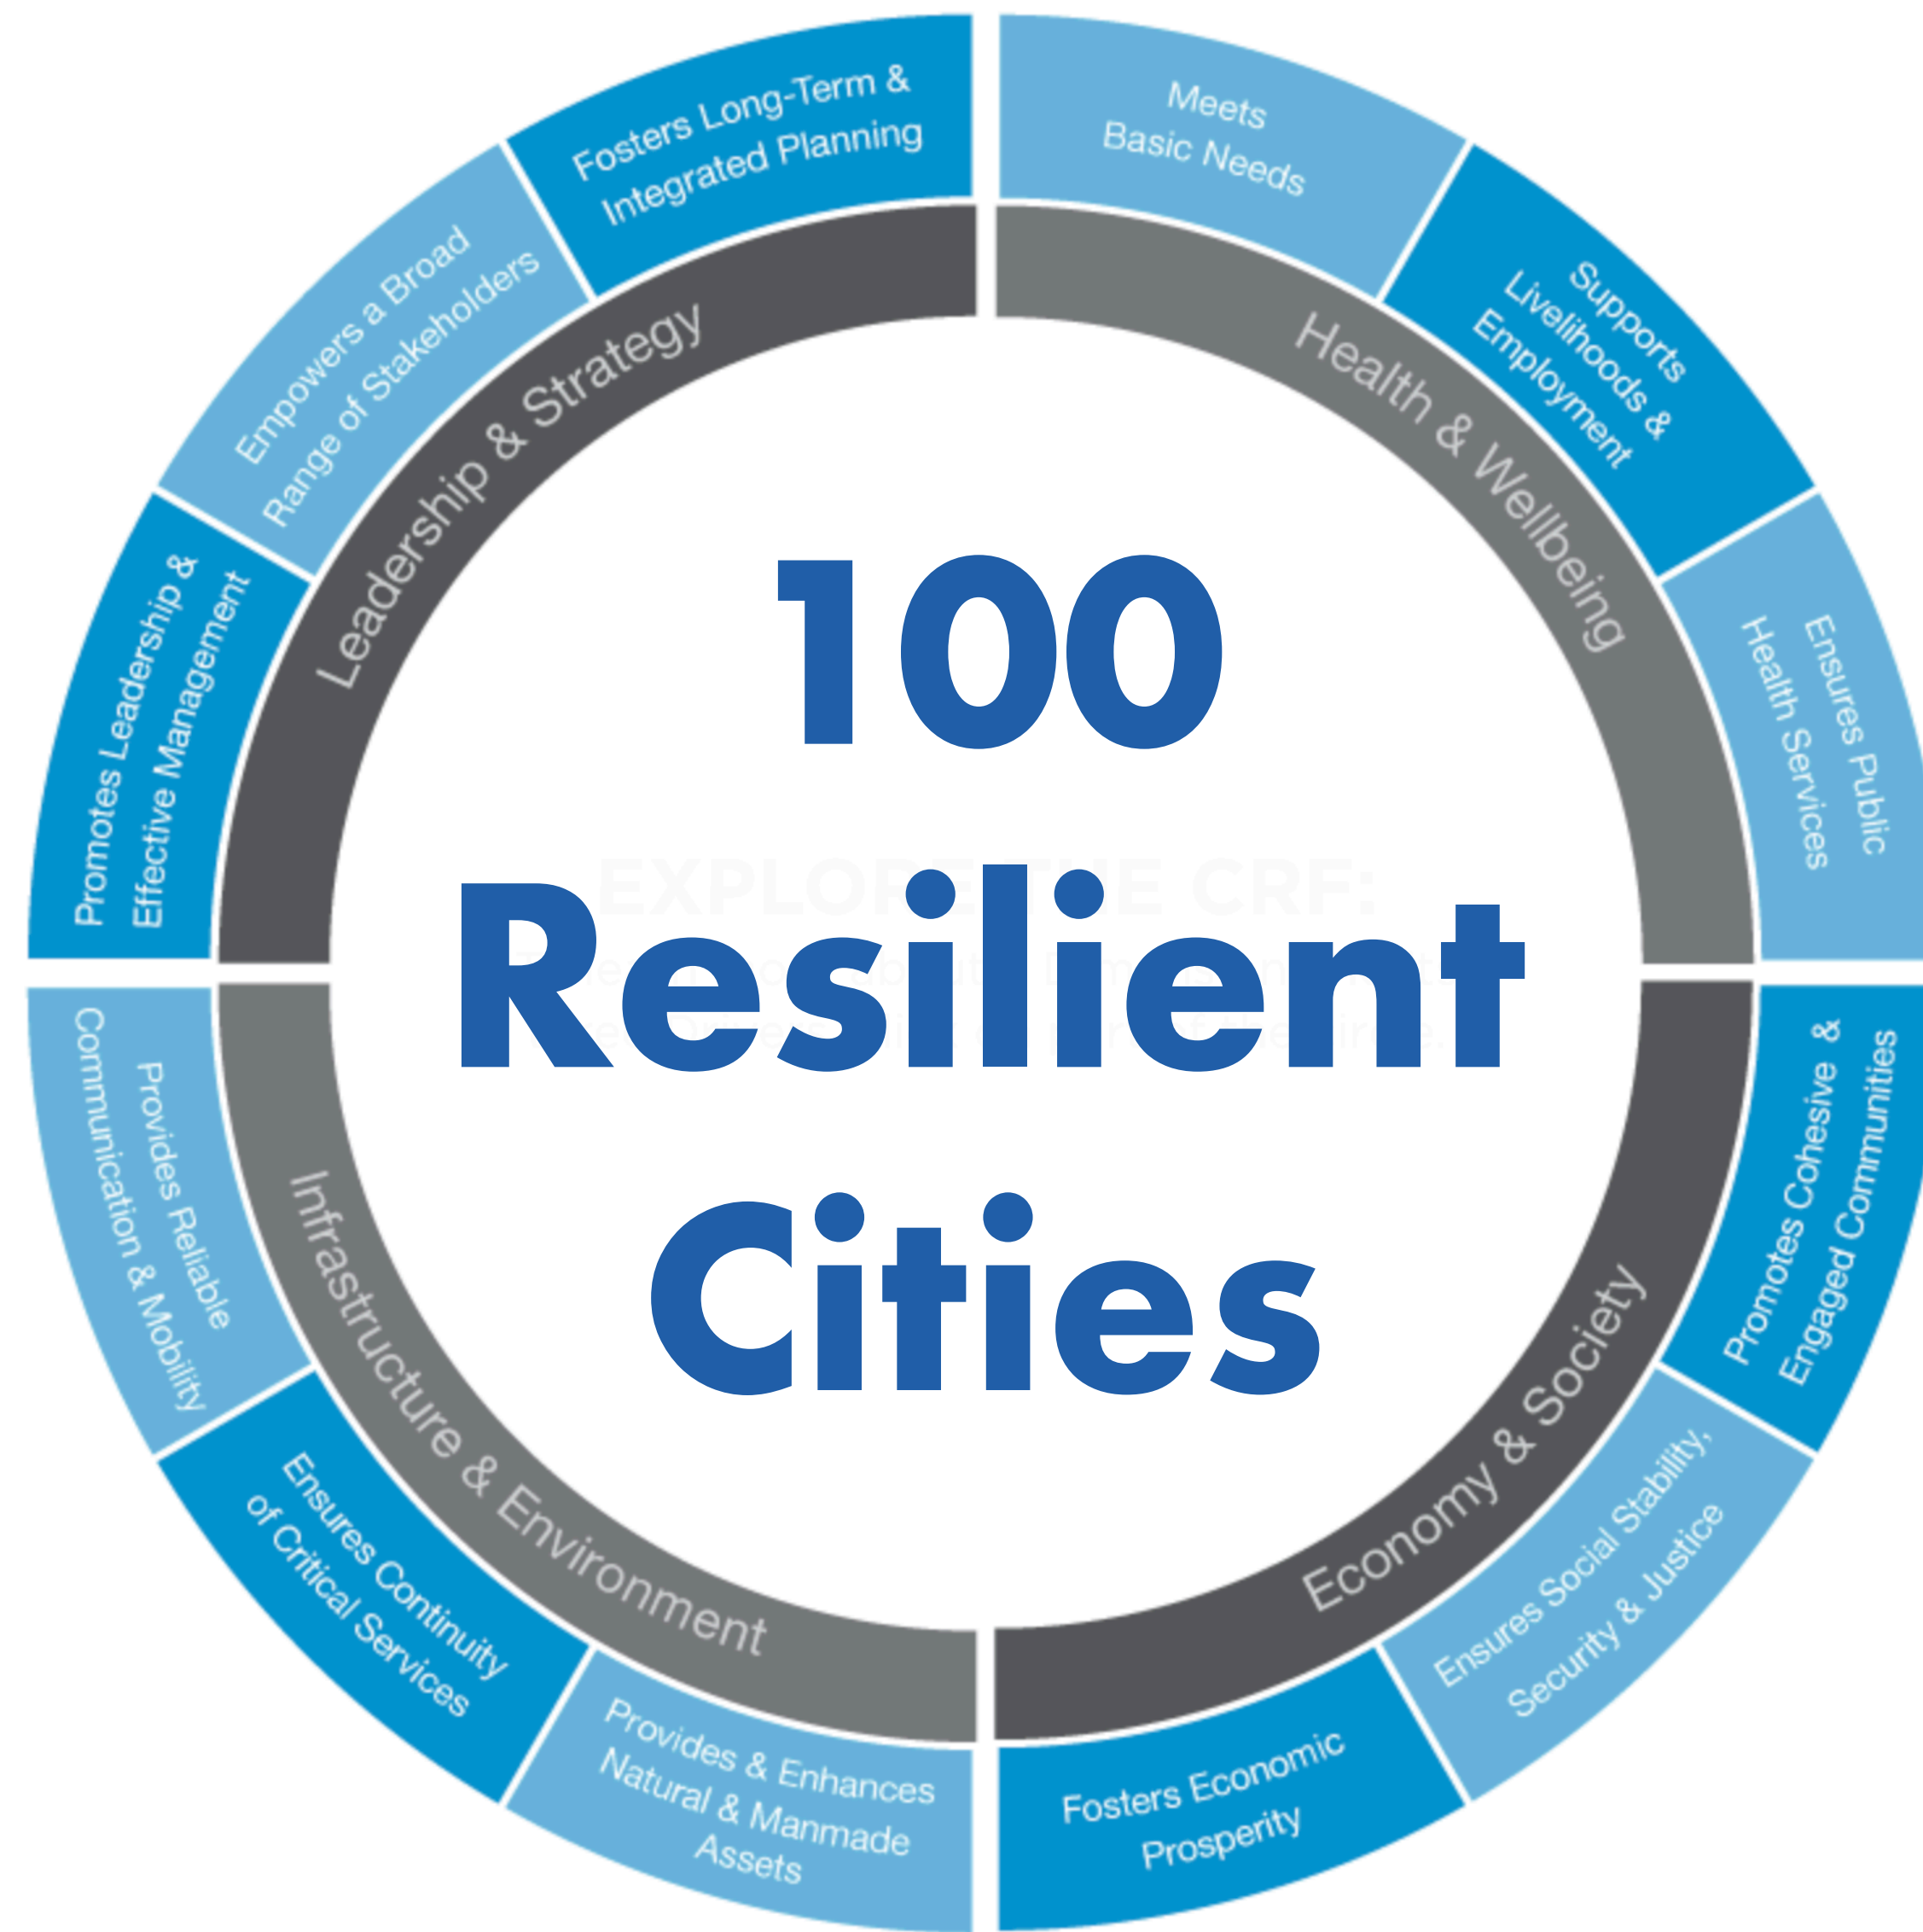 Fosters Long-Term &
Integrated Planning
Meets
Basic Needs
Supports
Livelihoods &
Employment
Ensures Public
Health Services
Promotes Cohesive &
Engaged Communities
Ensures Social Stability,
Security & Justice
Fosters Economic
Prosperity
Provides & Enhances
Natural & Manmade
Assets
Ensures Continuity
of Critical Services
Provides Reliable
Communication & Mobility
Promotes Leadership &
Effective Management
Empowers a Broad
Range of Stakeholders
Leadership & Strategy
Health & Wellbeing
Economy & Society
Infrastructure & Environment
100
Resilient
Cities
EXPLORE THE CRF: